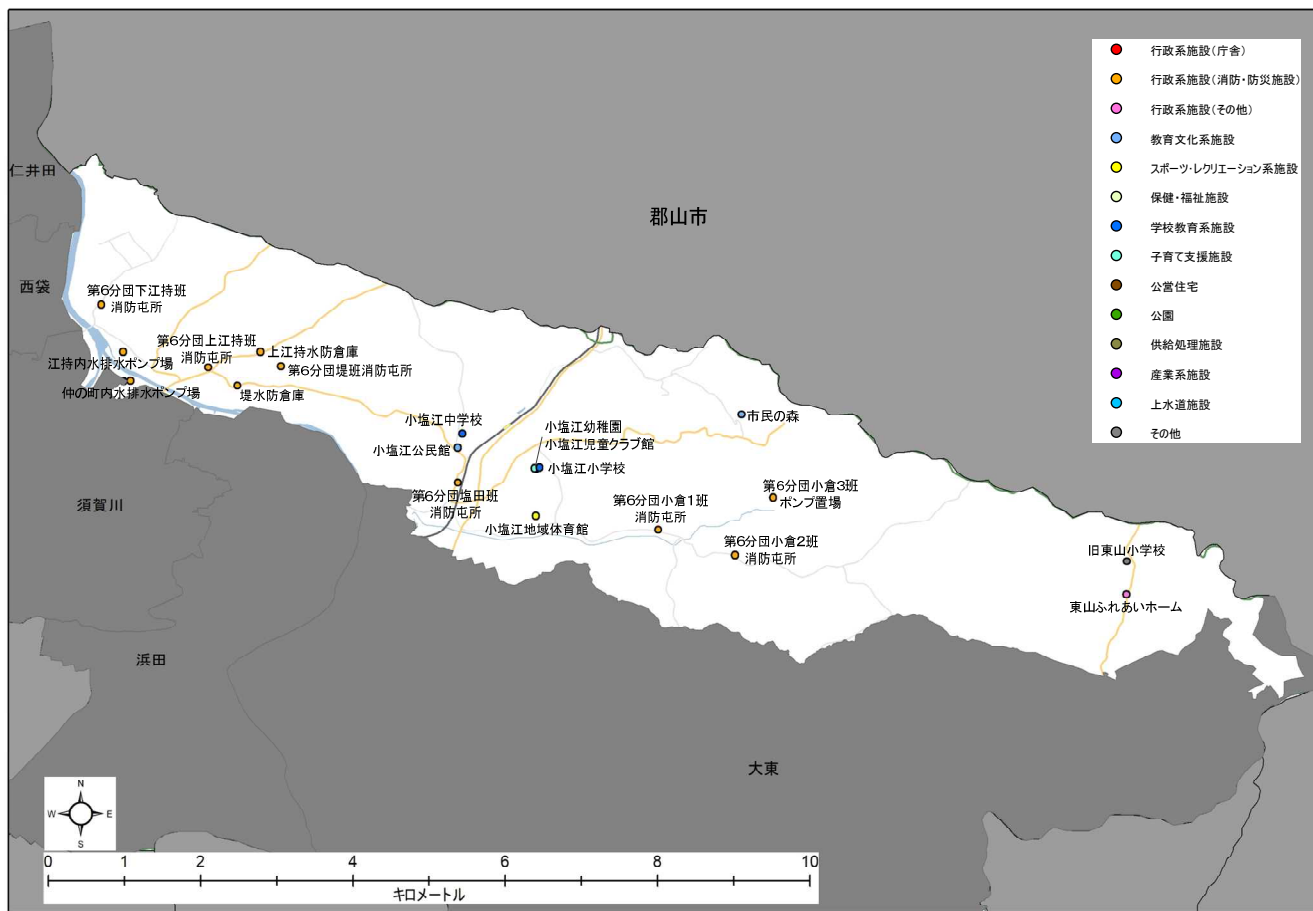 行政系施設(庁舎)
行政系施設(消防・防災施設)
行政系施設(その他)
教育文化系施設
スポーツ・レクリエーション系施設
保健・福祉施設
学校教育系施設
子育て支援施設
公営住宅
公園
供給処理施設
産業系施設
上水道施設
その他
仁井田
郡山市
西袋
第6分団下江持班
消防屯所
第6分団上江持班
消防屯所
上江持水防倉庫
江持内水排水ポンプ場
第6分団堤班消防屯所
仲の町内水排水ポンプ場
堤水防倉庫
小塩江中学校
小塩江幼稚園
市民の森
小塩江公民館
小塩江児童クラブ館
小塩江小学校
第6分団塩田班
消防屯所
第6分団小倉1班
消防屯所
第6分団小倉3班
ポンプ置場
須賀川
小塩江地域体育館
第6分団小倉2班
消防屯所
旧東山小学校
東山ふれあいホーム
浜田
大東
N
W
E
S
0 1 2 4 6 8 10
キロメートル